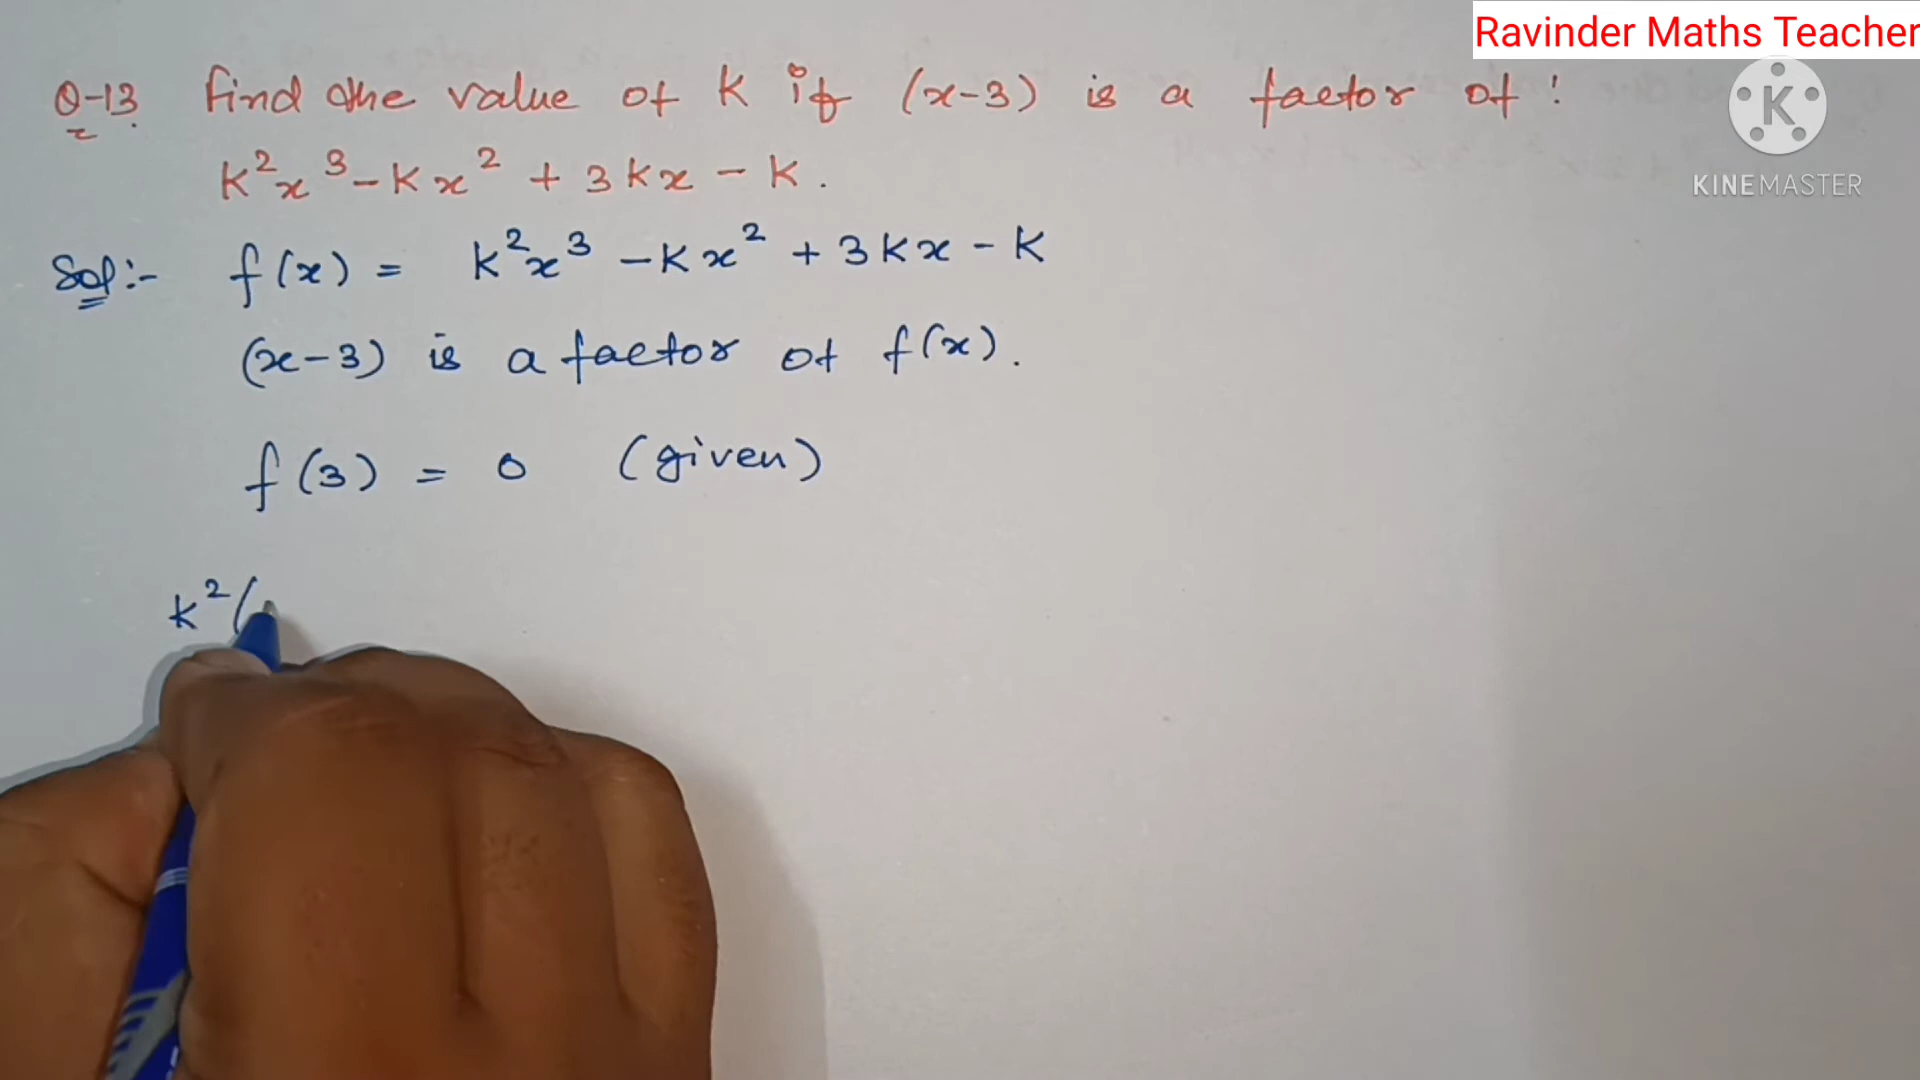 Ravinder Maths Teacher
Q-13. find the value of K if (x-3) is a factor of :
K²x³ - Kx² + 3Kx - K.
K
KINEMASTER
Sol:- f(x) = K²x³ - Kx² + 3Kx - K
(x-3) is a factor of f(x).
f(3) = 0 (given)
K²(